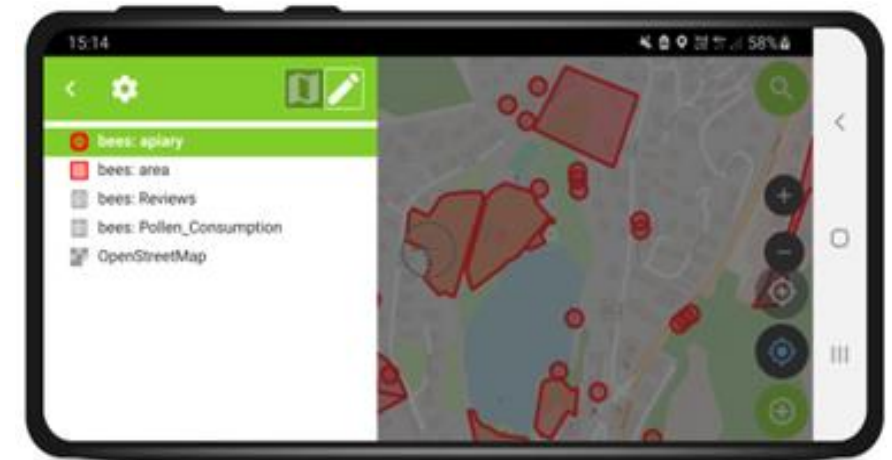 15:14
58%
bees: apiary
bees: area
bees: Reviews
bees: Pollen_Consumption
OpenStreetMap